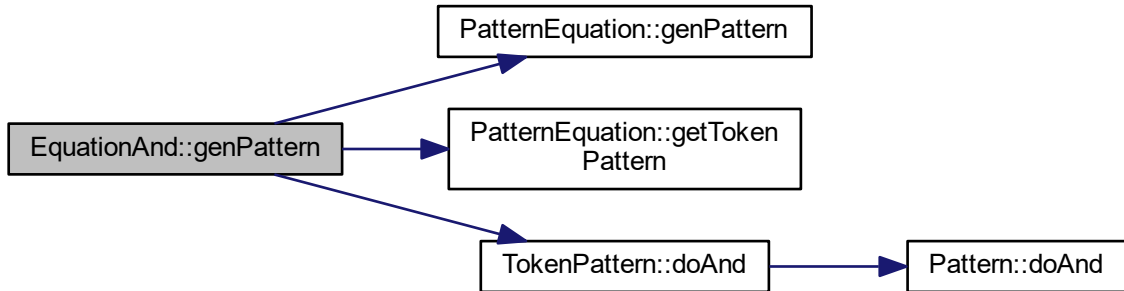 PatternEquation::genPattern
EquationAnd::genPattern
PatternEquation::getToken
Pattern
TokenPattern::doAnd
Pattern::doAnd